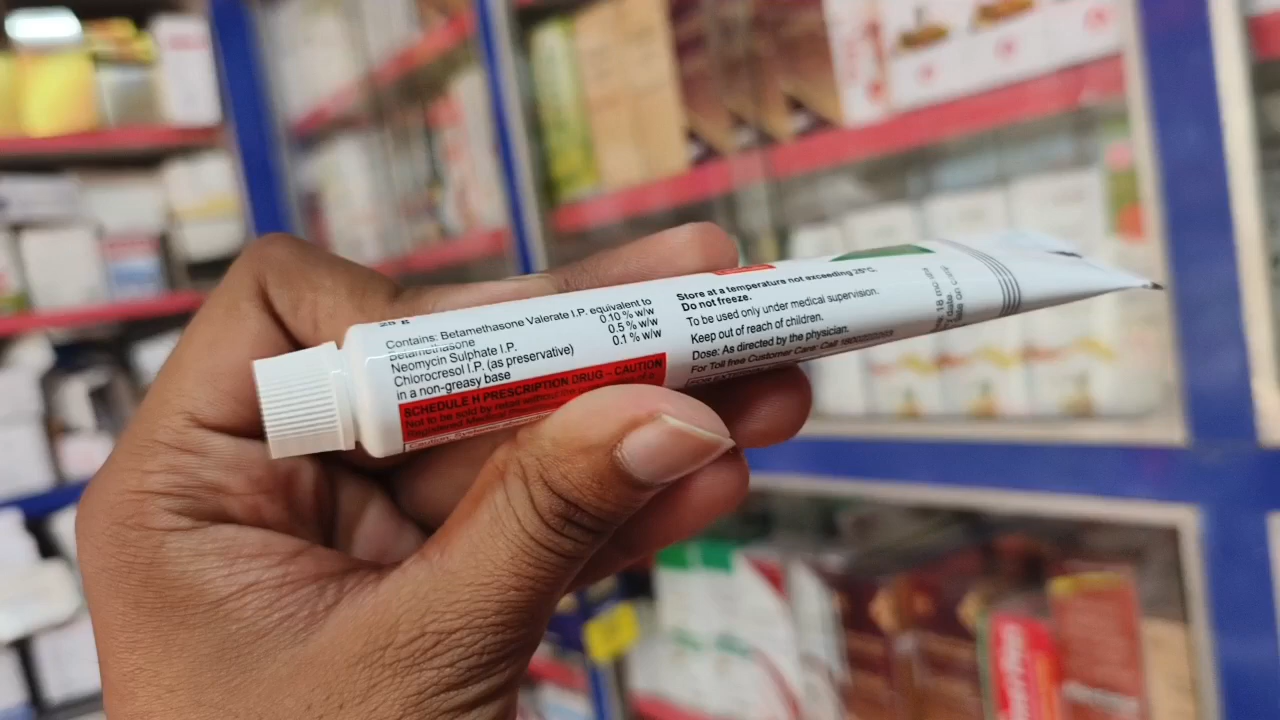 Contains: Betamethasone Valerate I.P. equivalent to
Betamethasone 0.10 % w/w
Neomycin Sulphate I.P. 0.5 % w/w
Chlorocresol I.P. (as preservative) 0.1 % w/w
in a non-greasy base
SCHEDULE H PRESCRIPTION DRUG – CAUTION
Not to be sold by retail without the
Registered Medical
Store at a temperature not exceeding 25°C.
Do not freeze.
To be used only under medical supervision.
Keep out of reach of children.
Dose: As directed by the physician.
For Toll free Customer Care: Call